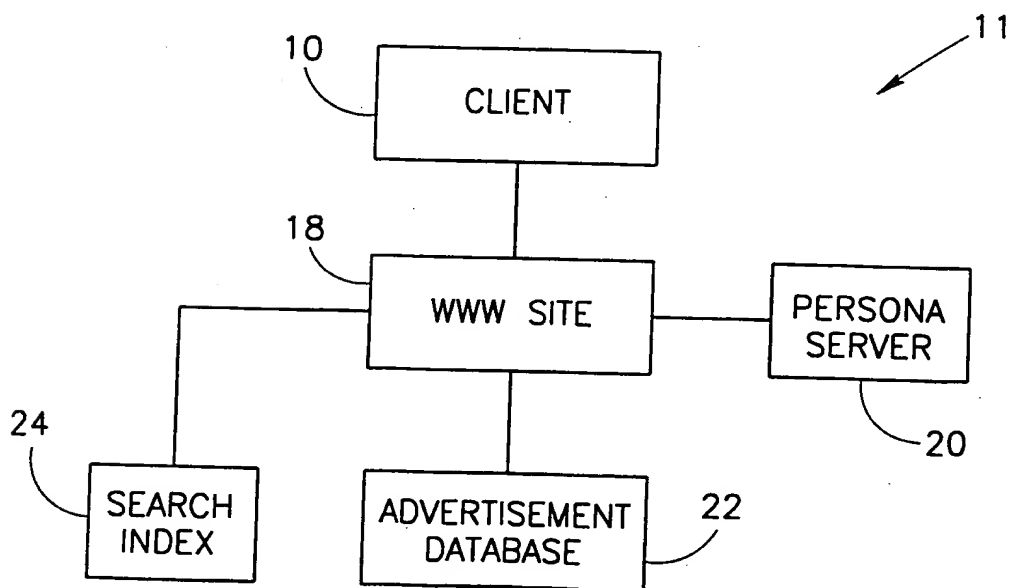 11
10
CLIENT
18
WWW SITE
PERSONA
SERVER
20
24
SEARCH
INDEX
ADVERTISEMENT
DATABASE
22